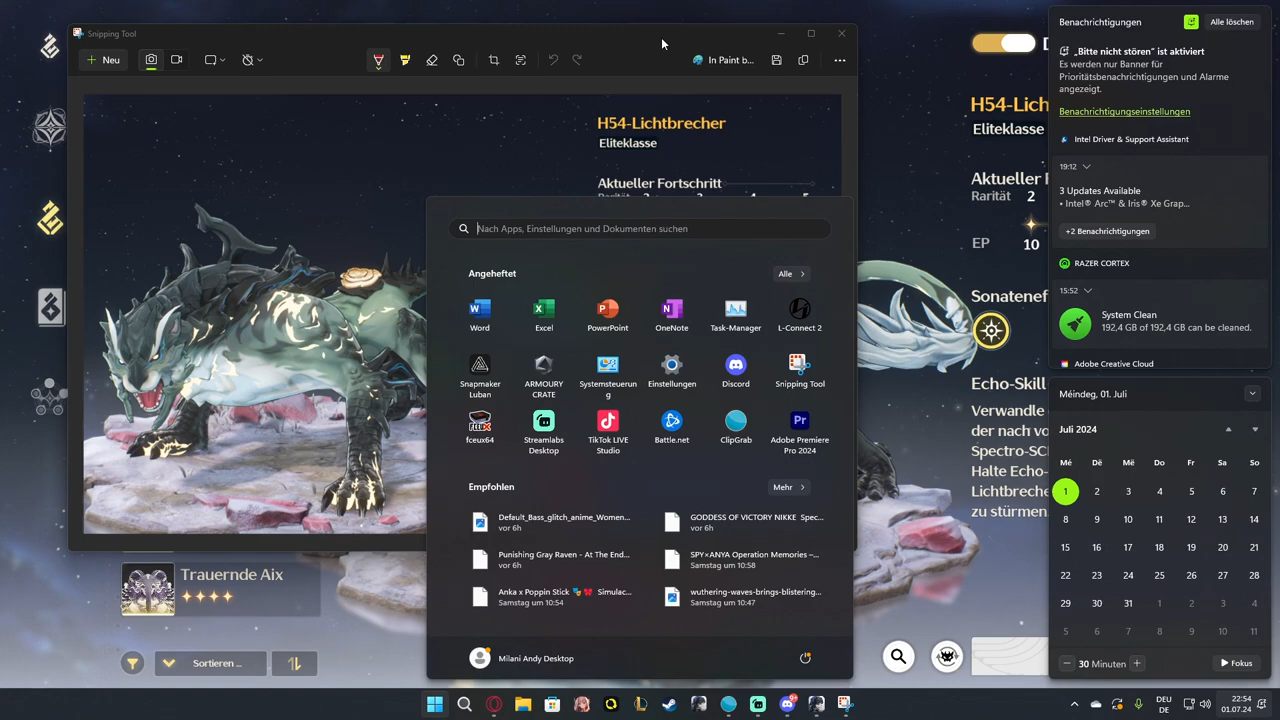 Snipping Tool
Neu
In Paint b...
H54-Lichtbrecher
Eliteklasse
Aktueller Fortschritt
Nach Apps, Einstellungen und Dokumenten suchen
Angeheftet
Alle
Word
Excel
PowerPoint
OneNote
Task-Manager
L-Connect 2
Snapmaker Luban
ARMOURY CRATE
Systemsteuerun
g
Einstellungen
Discord
Snipping Tool
fceux64
Streamlabs Desktop
TikTok LIVE Studio
Battle.net
ClipGrab
Adobe Premiere Pro 2024
Empfohlen
Mehr
Default_Bass_glitch_anime_Women...
vor 6h
GODDESS OF VICTORY NIKKE Spec...
vor 6h
Punishing Gray Raven - At The End...
vor 6h
SPY×ANYA Operation Memories –...
Samstag um 10:58
Anka x Poppin Stick 🎭🦋 Simulac...
Samstag um 10:54
wuthering-waves-brings-blistering...
Samstag um 10:47
Milani Andy Desktop
Trauernde Aix
Sortieren ...
H54-Lich
Eliteklasse
Aktueller F
Rarität 2
EP 10
Sonatenef
Echo-Skill
Verwandle
der nach vo
Spectro-SC
Halte Echo-
Lichtbreche
zu stürmen.
Benachrichtigungen
Alle löschen
„Bitte nicht stören" ist aktiviert
Es werden nur Banner für
Prioritätsbenachrichtigungen und Alarme
angezeigt.
Benachrichtigungseinstellungen
Intel Driver & Support Assistant
19:12
3 Updates Available
• Intel® Arc™ & Iris® Xe Grap...
+2 Benachrichtigungen
RAZER CORTEX
15:52
System Clean
192,4 GB of 192,4 GB can be cleaned.
Adobe Creative Cloud
Méindeg, 01. Juli
Juli 2024
Mé Dë Më Do Fr Sa So
1 2 3 4 5 6 7
8 9 10 11 12 13 14
15 16 17 18 19 20 21
22 23 24 25 26 27 28
29 30 31 1 2 3 4
5 6 7 8 9 10 11
30 Minuten
Fokus
DEU
DE
22:54
01.07.24